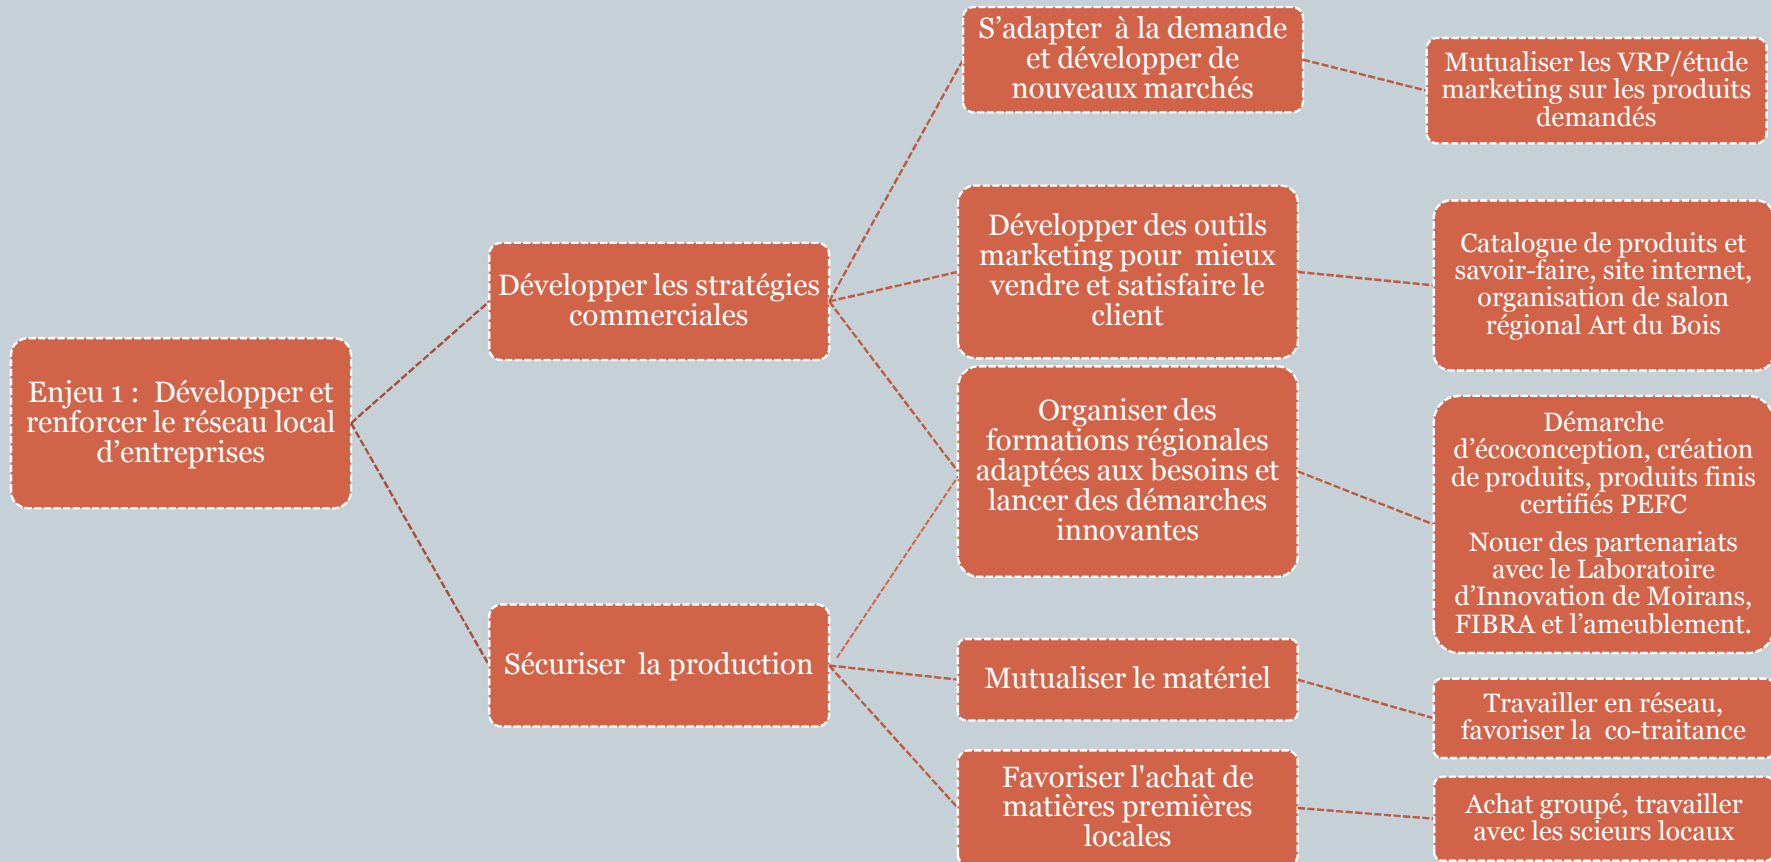 Enjeu 1 : Développer et
renforcer le réseau local
d’entreprises
Développer les stratégies
commerciales
S’adapter à la demande
et développer de
nouveaux marchés
Mutualiser les VRP/étude
marketing sur les produits
demandés
Développer des outils
marketing pour mieux
vendre et satisfaire le
client
Catalogue de produits et
savoir-faire, site internet,
organisation de salon
régional Art du Bois
Organiser des
formations régionales
adaptées aux besoins et
lancer des démarches
innovantes
Démarche
d’écoconception, création
de produits, produits finis
certifiés PEFC
Nouer des partenariats
avec le Laboratoire
d’Innovation de Moirans,
FIBRA et l’ameublement.
Sécuriser la production
Mutualiser le matériel
Travailler en réseau,
favoriser la co-traitance
Favoriser l'achat de
matières premières
locales
Achat groupé, travailler
avec les scieurs locaux